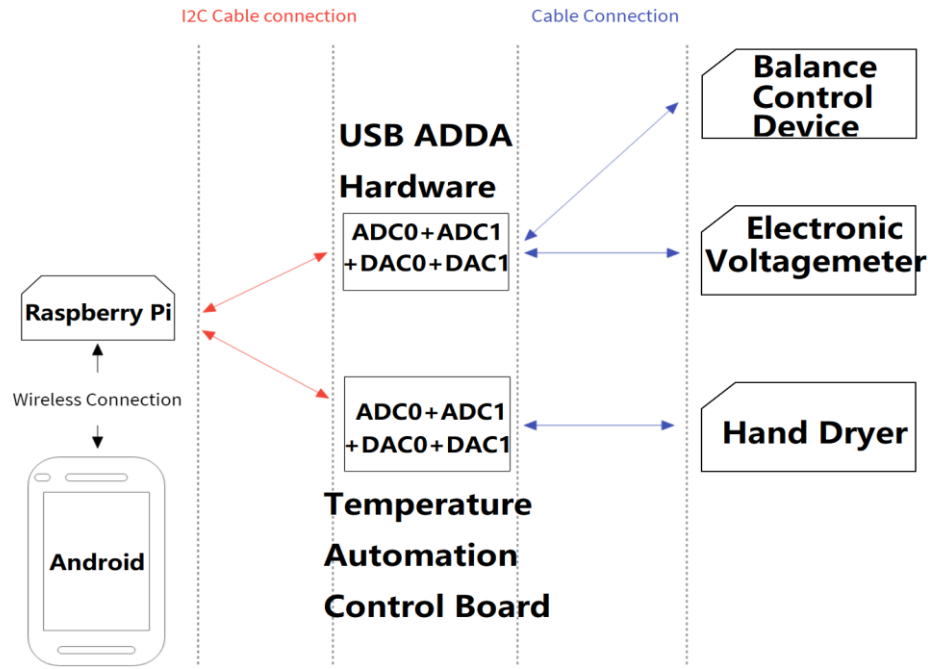 I2C Cable connection
Cable Connection
Balance
Control
Device
USB ADDA
Hardware
ADC0+ADC1
+DAC0+DAC1
Electronic
Voltagemeter
Raspberry Pi
Wireless Connection
ADC0+ADC1
+DAC0+DAC1
Hand Dryer
Temperature
Automation
Control Board
Android